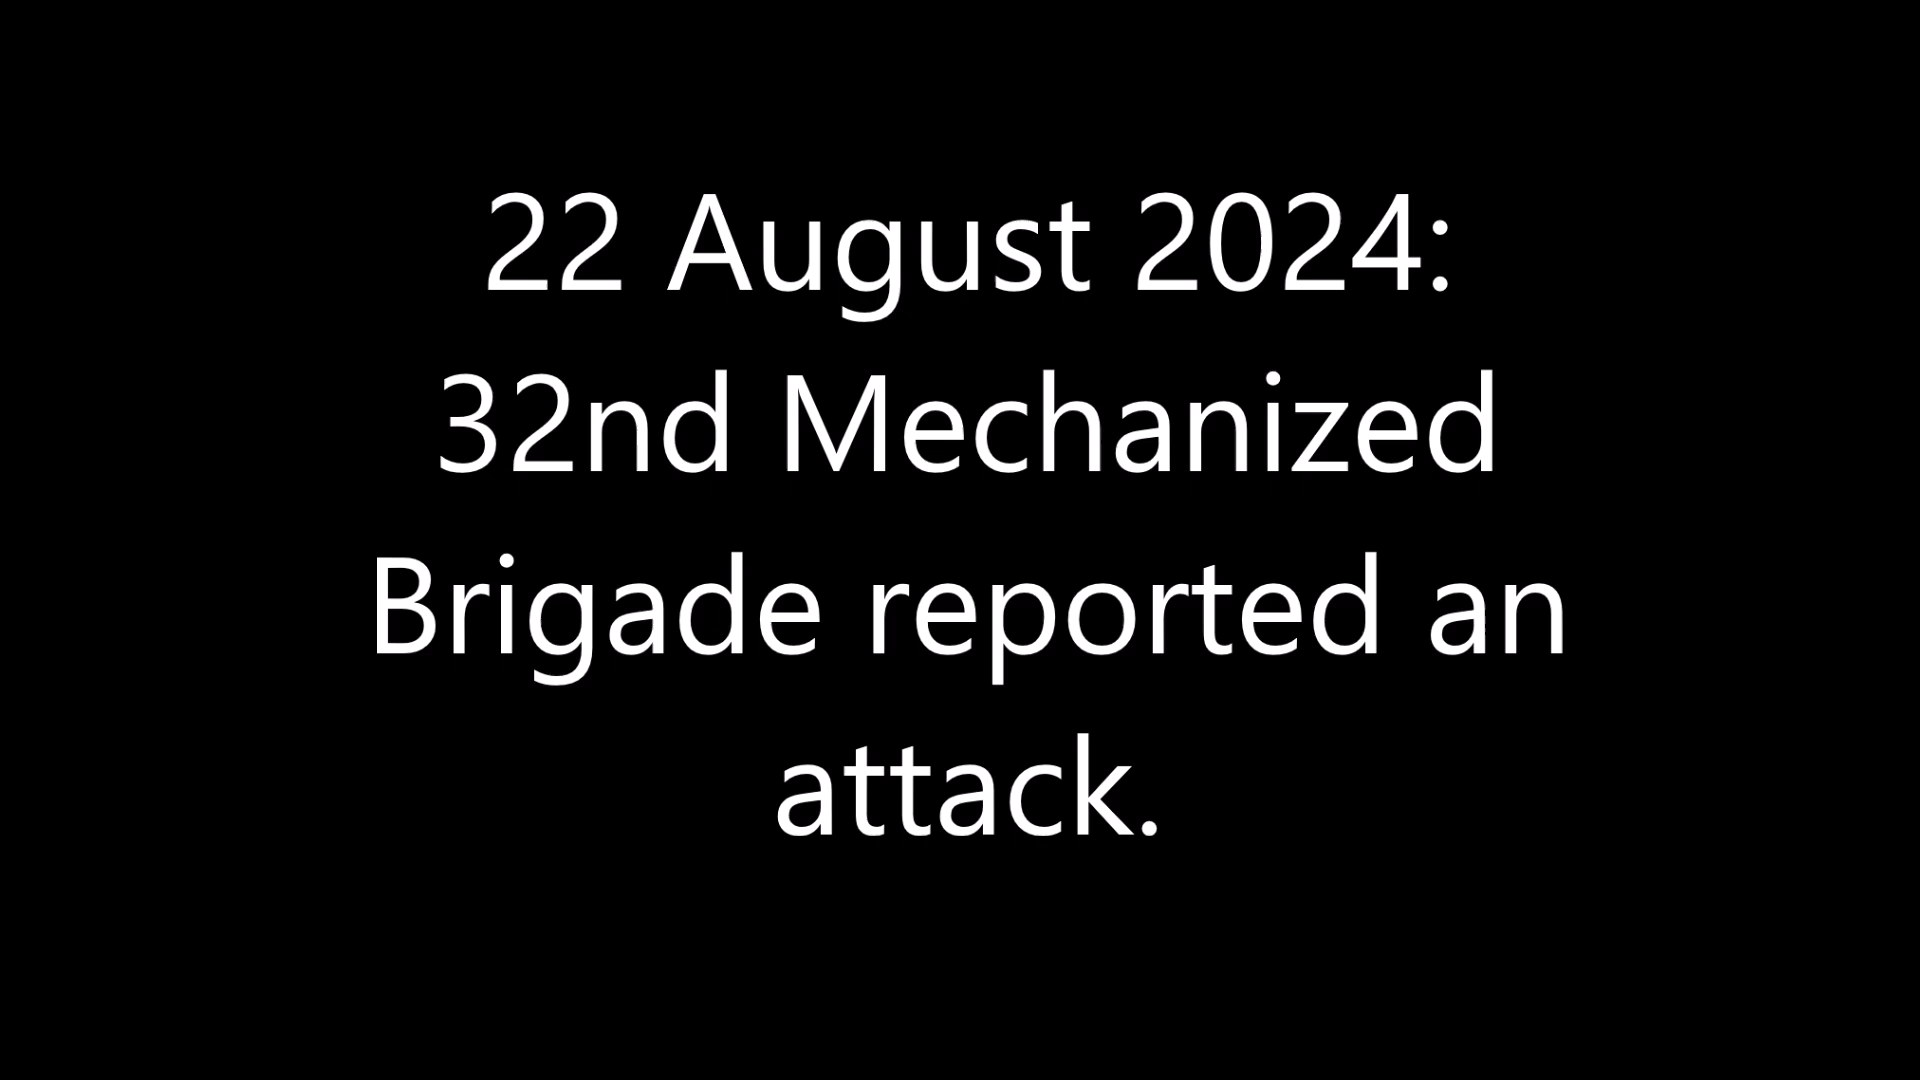 22 August 2024:
32nd Mechanized
Brigade reported an
attack.